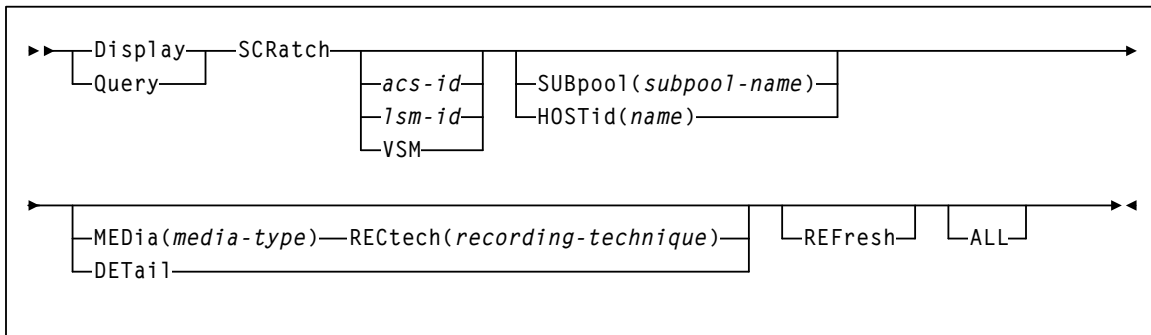 Display SCRatch
Query
acs-id
lsm-id
VSM
SUBpool(subpool-name)
HOSTid(name)
MEDia(media-type) RECtech(recording-technique)
DETail
REFresh
ALL